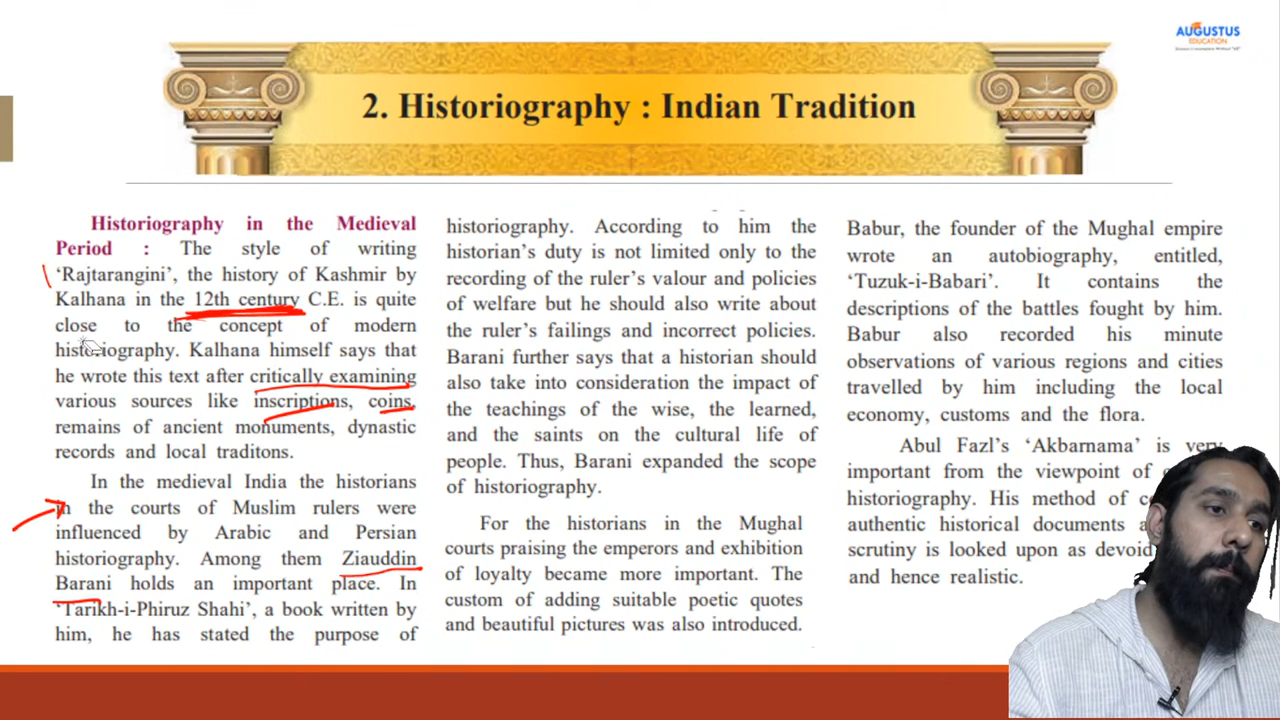 AUGUSTUS
EDUCATION
2. Historiography : Indian Tradition
Historiography in the Medieval
Period : The style of writing
‘Rajtarangini’, the history of Kashmir by
Kalhana in the 12th century C.E. is quite
close to the concept of modern
historiography. Kalhana himself says that
he wrote this text after critically examining
various sources like inscriptions, coins,
remains of ancient monuments, dynastic
records and local traditons.
In the medieval India the historians
in the courts of Muslim rulers were
influenced by Arabic and Persian
historiography. Among them Ziauddin
Barani holds an important place. In
‘Tarikh-i-Phiruz Shahi’, a book written by
him, he has stated the purpose of
historiography. According to him the
historian’s duty is not limited only to the
recording of the ruler’s valour and policies
of welfare but he should also write about
the ruler’s failings and incorrect policies.
Barani further says that a historian should
also take into consideration the impact of
the teachings of the wise, the learned,
and the saints on the cultural life of
people. Thus, Barani expanded the scope
of historiography.
For the historians in the Mughal
courts praising the emperors and exhibition
of loyalty became more important. The
custom of adding suitable poetic quotes
and beautiful pictures was also introduced.
Babur, the founder of the Mughal empire
wrote an autobiography, entitled,
‘Tuzuk-i-Babari’. It contains the
descriptions of the battles fought by him.
Babur also recorded his minute
observations of various regions and cities
travelled by him including the local
economy, customs and the flora.
Abul Fazl’s ‘Akbarnama’ is very
important from the viewpoint of
historiography. His method of
authentic historical documents
scrutiny is looked upon as devoid
and hence realistic.